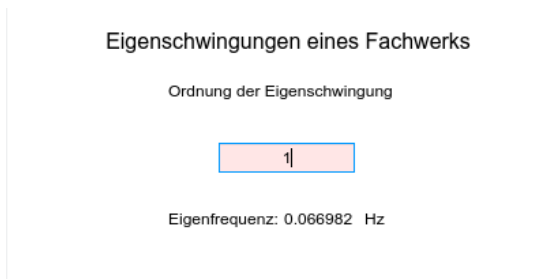 Eigenschwingungen eines Fachwerks
Ordnung der Eigenschwingung
1
Eigenfrequenz: 0.066982 Hz